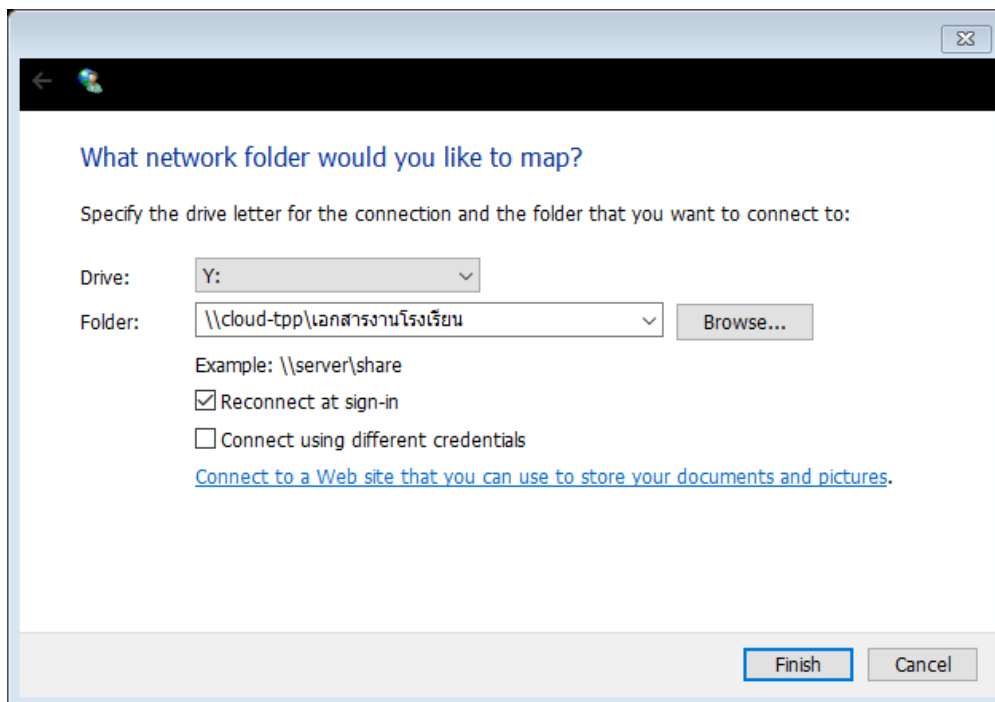 What network folder would you like to map?
Specify the drive letter for the connection and the folder that you want to connect to:
Drive: Y:
Folder: \\cloud-tpp\เอกสารงานโรงเรียน Browse...
Example: \\server\share
Reconnect at sign-in
Connect using different credentials
Connect to a Web site that you can use to store your documents and pictures.
Finish Cancel